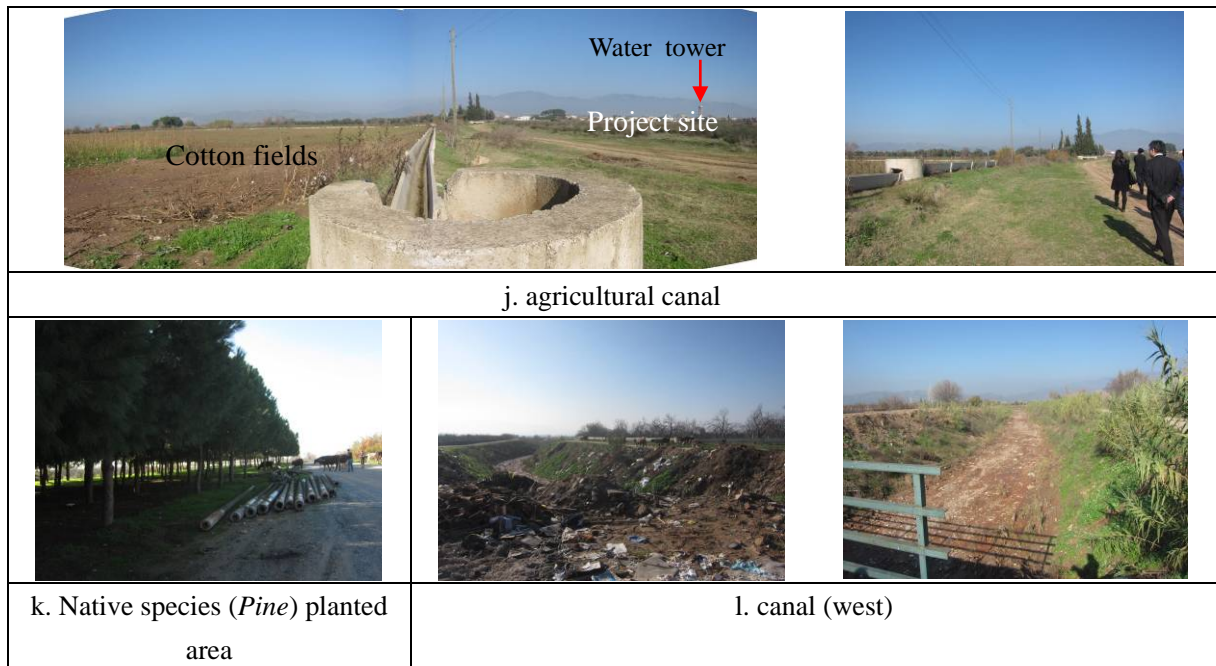 Water tower
Project site
Cotton fields
j. agricultural canal
k. Native species (Pine) planted
area
l. canal (west)